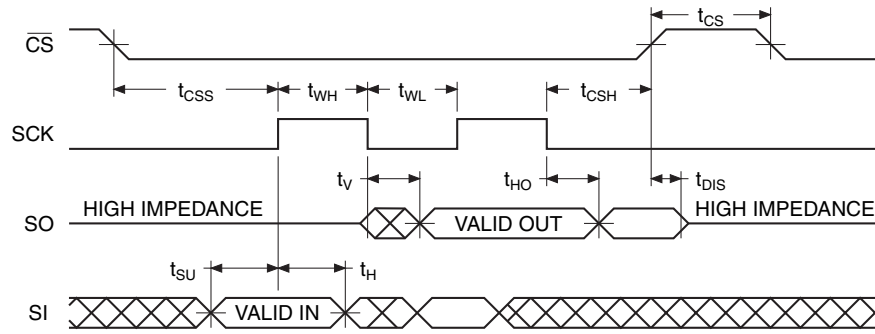 CS
tCS
tCSS
tWH
tWL
tCSH
SCK
tV
tHO
tDIS
HIGH IMPEDANCE
HIGH IMPEDANCE
SO
VALID OUT
tSU
tH
SI
VALID IN